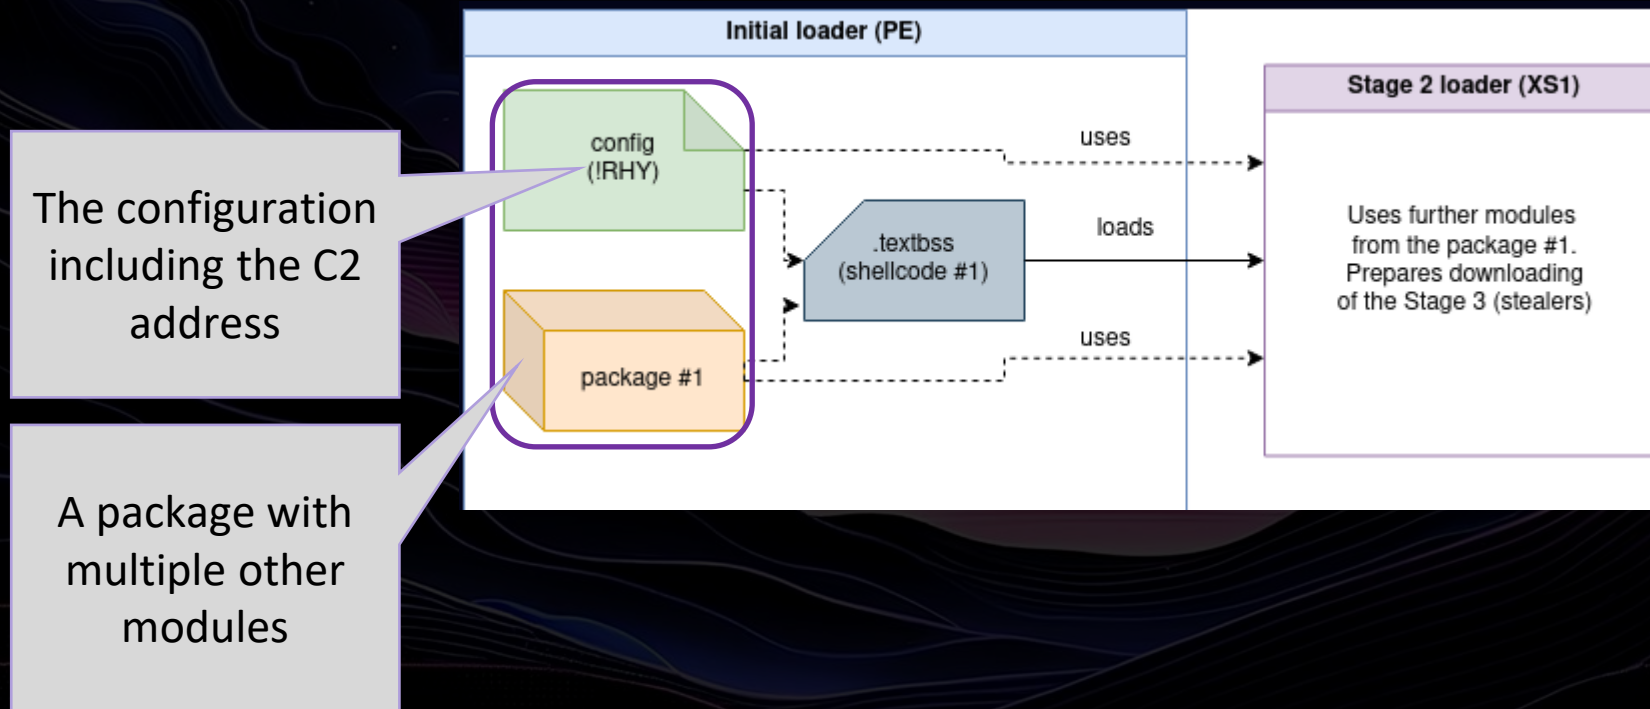 Initial loader (PE)
Stage 2 loader (XS1)
The configuration
including the C2
address
A package with
multiple other
modules
config
(!RHY)
package #1
.textbss
(shellcode #1)
uses
loads
uses
Uses further modules
from the package #1.
Prepares downloading
of the Stage 3 (stealers)